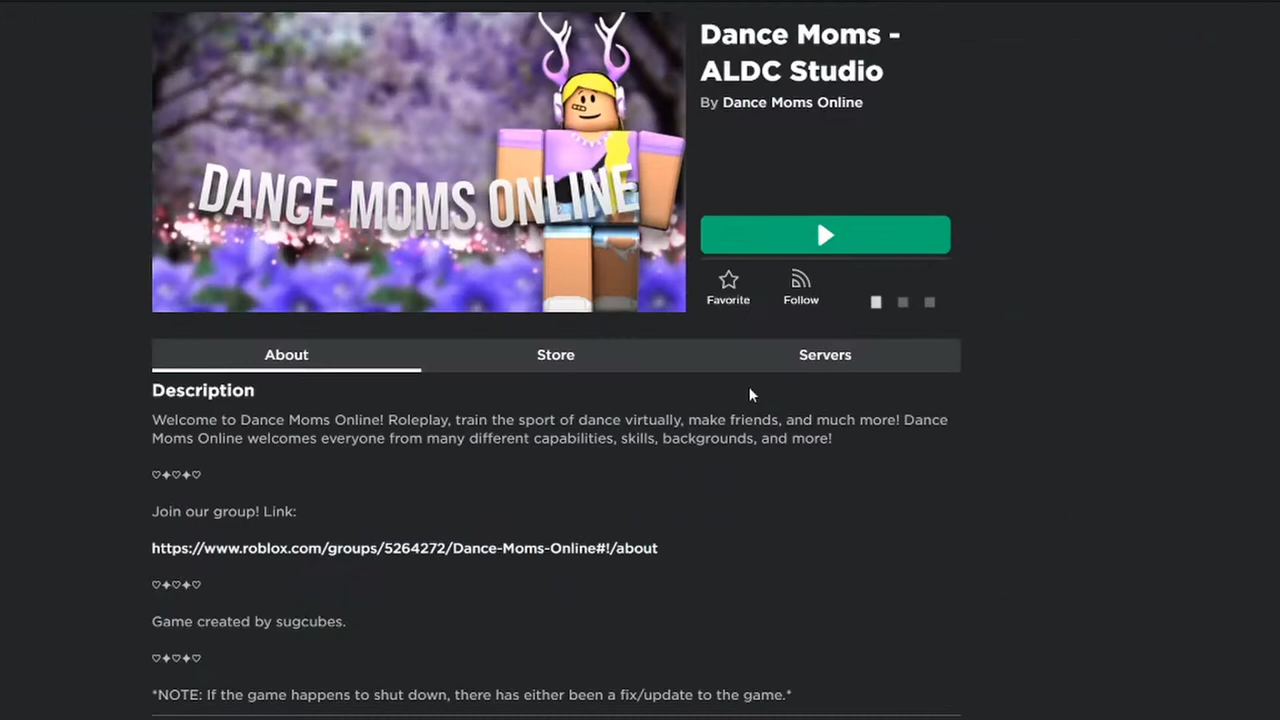 Dance Moms -
ALDC Studio
By Dance Moms Online
DANCE MOMS ONLINE
Favorite
Follow
About
Store
Servers
Description
Welcome to Dance Moms Online! Roleplay, train the sport of dance virtually, make friends, and much more! Dance
Moms Online welcomes everyone from many different capabilities, skills, backgrounds, and more!
♡✦♡✦♡
Join our group! Link:
https://www.roblox.com/groups/5264272/Dance-Moms-Online#!/about
♡✦♡✦♡
Game created by sugcubes.
♡✦♡✦♡
*NOTE: If the game happens to shut down, there has either been a fix/update to the game.*